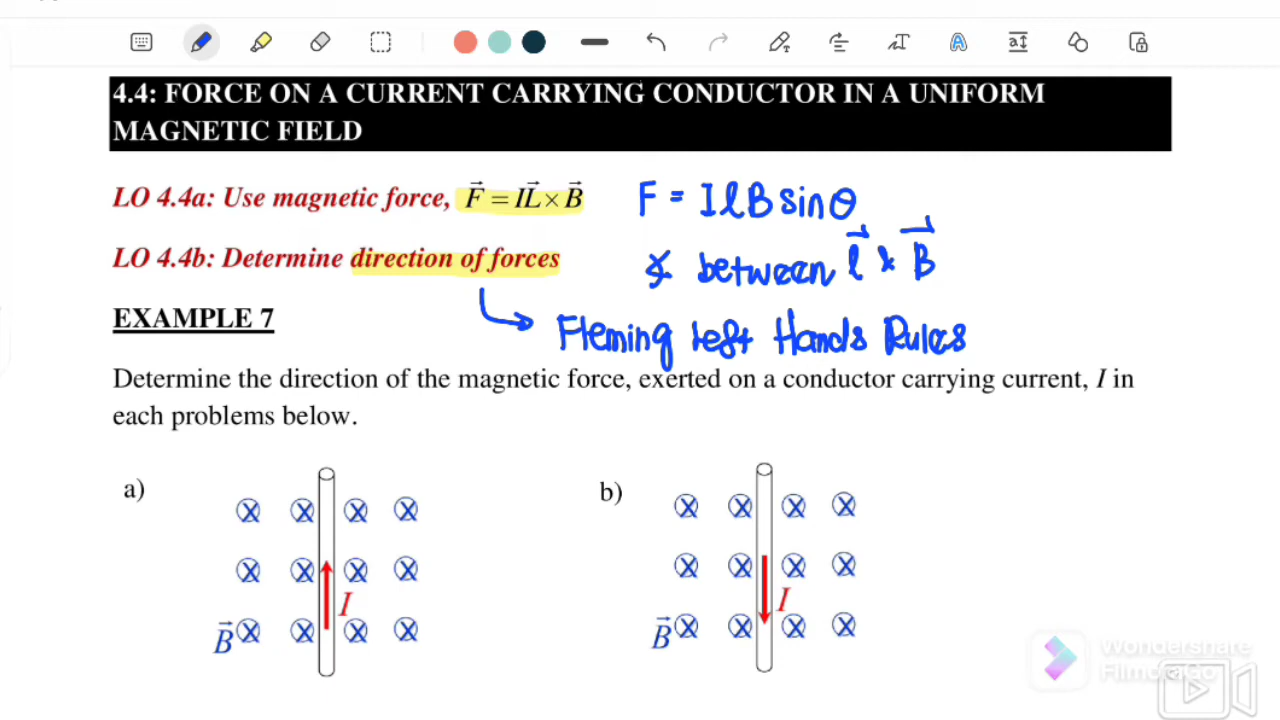 4.4: FORCE ON A CURRENT CARRYING CONDUCTOR IN A UNIFORM
MAGNETIC FIELD
LO 4.4a: Use magnetic force, F⃗ = IL⃗ × B⃗
F = IlB sinθ
LO 4.4b: Determine direction of forces
∡ between l⃗ & B⃗
EXAMPLE 7
Fleming Left Hands Rules
Determine the direction of the magnetic force, exerted on a conductor carrying current, I in
each problems below.
a)
I
B⃗
b)
I
B⃗
Wondershare
FilmoraGo